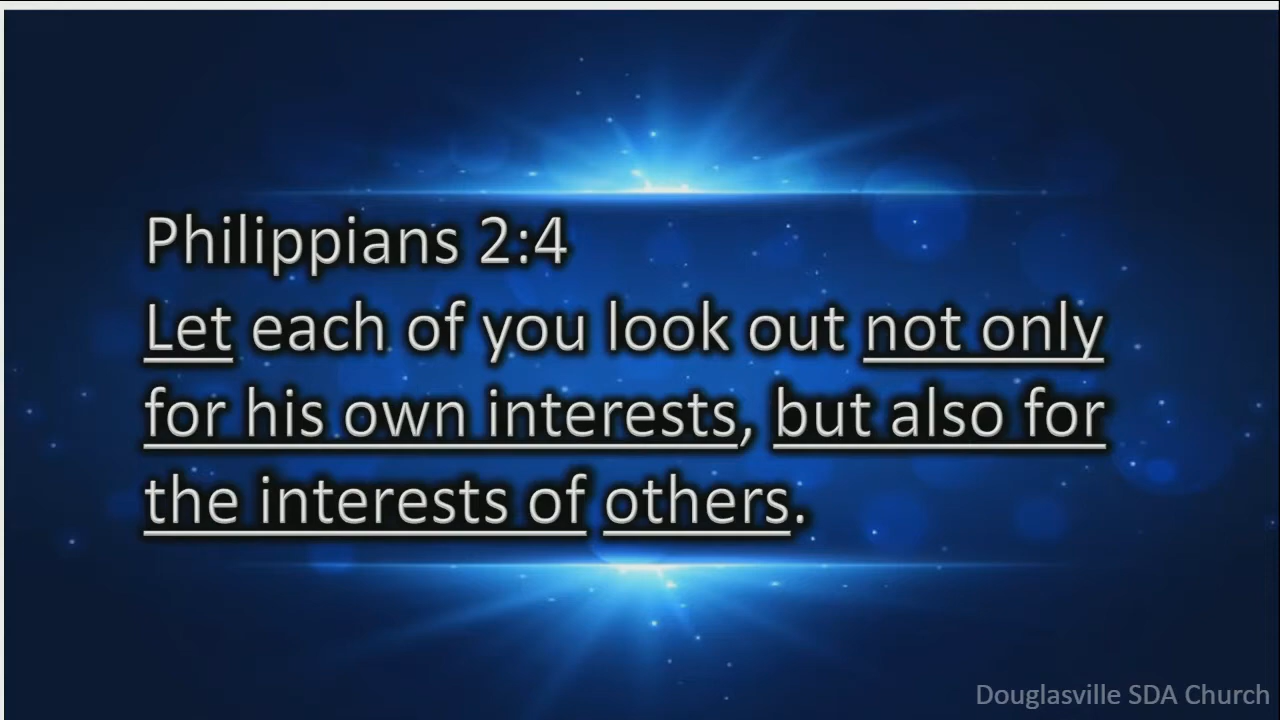 Philippians 2:4
Let each of you look out not only
for his own interests, but also for
the interests of others.
Douglasville SDA Church